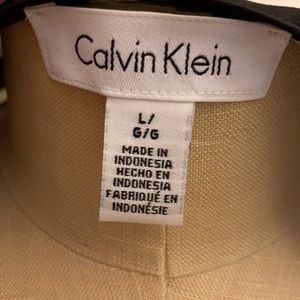 Calvin Klein
L/
G/G
MADE IN
INDONESIA
HECHO EN
INDONESIA
FABRIQUÉ EN
INDONÉSIE